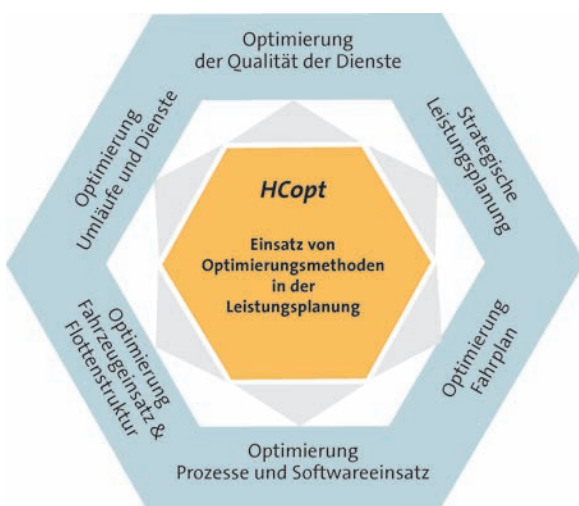 Optimierung
der Qualität der Dienste
Strategische
Leistungsplanung
Optimierung
Fahrplan
Optimierung
Prozesse und Softwareeinsatz
Optimierung
Fahrzeugeinsatz &
Flottenstruktur
Optimierung
Umläufe und Dienste
HCopt
Einsatz von
Optimierungsmethoden
in der
Leistungsplanung